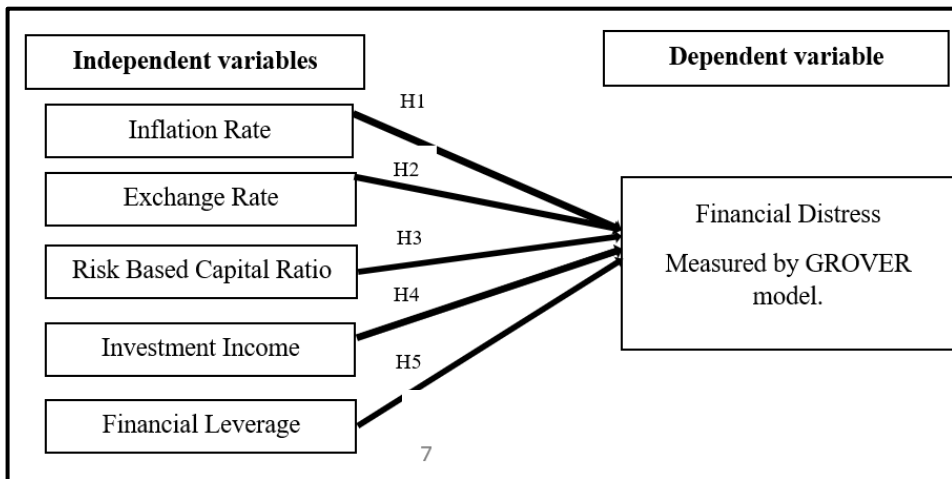 Independent variables
Dependent variable
Inflation Rate
H1
Exchange Rate
H2
Risk Based Capital Ratio
H3
Investment Income
H4
Financial Leverage
H5
Financial Distress
Measured by GROVER
model.
7